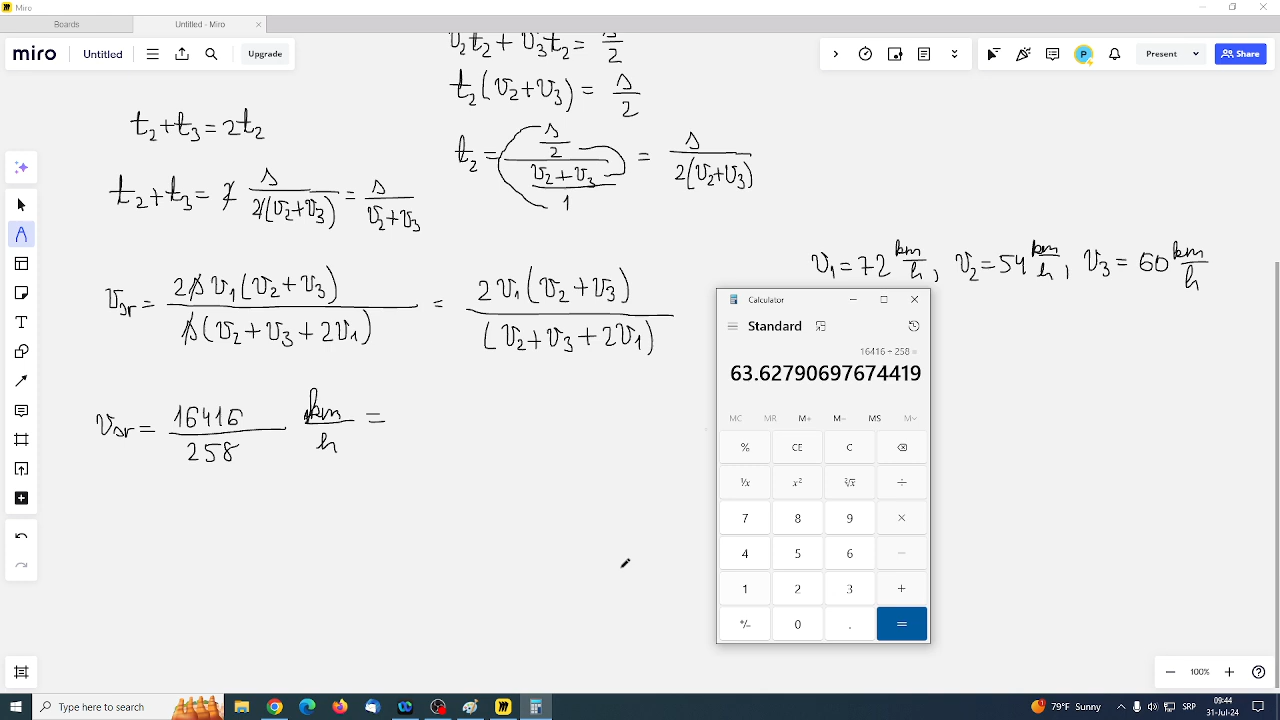 Miro
Boards
Untitled - Miro
miro
Untitled
Upgrade
Present
Share
v₂t₂ + v₃t₂ = s/2
t₂(v₂+v₃) = s/2
t₂ = (s/2)/((v₂+v₃)/1) = s/(2(v₂+v₃))
t₂+t₃ = 2t₂
t₂+t₃ = 2 s/(2(v₂+v₃)) = s/(v₂+v₃)
v₁=72 km/h, v₂=54 km/h, v₃= 60 km/h
vsr = 2s v₁(v₂+v₃)/(s(v₂+v₃+2v₁)) = 2v₁(v₂+v₃)/(v₂+v₃+2v₁)
vsr = 16416/258 km/h =
Calculator
Standard
16416 ÷ 258 =
63.62790697674419
MC MR M+ M− MS M˅
% CE C
¹/x x² ²√x ÷
7 8 9 ×
4 5 6 −
1 2 3 +
+/− 0 . =
100%
Type here to search
79°F Sunny
SRP
09:44
31-Jul-24